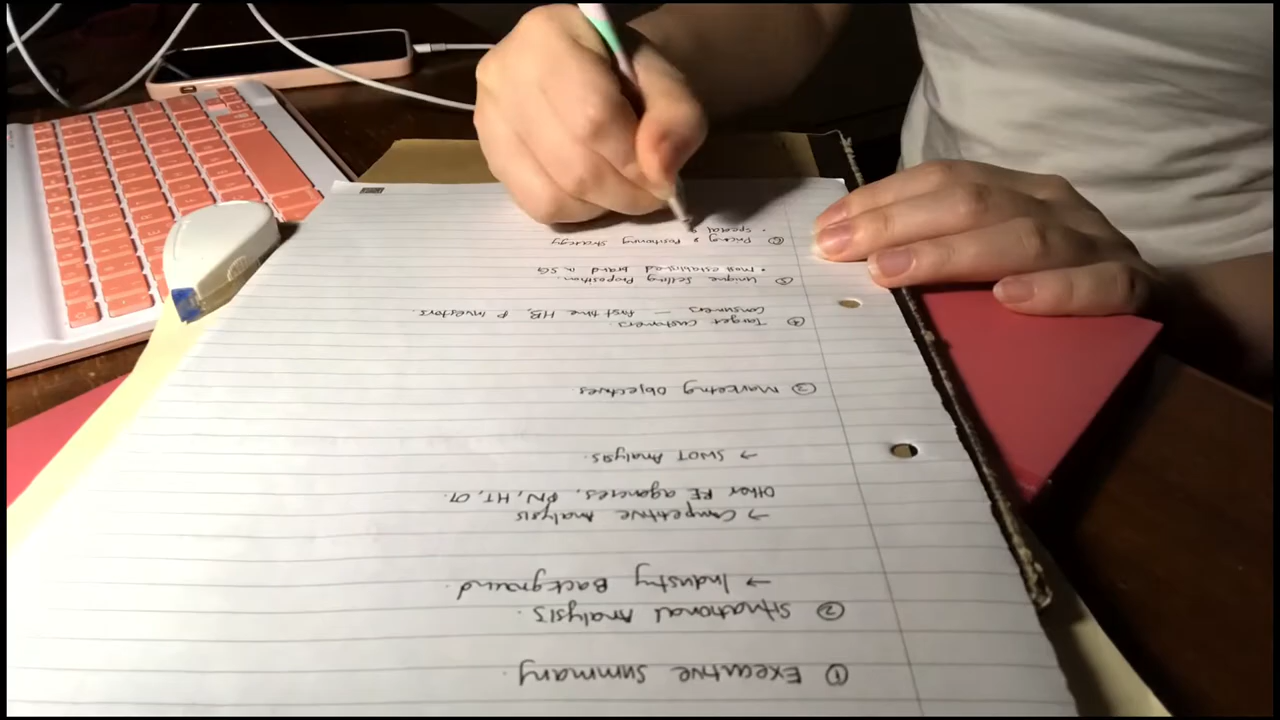 ① Executive Summary.
② Situational Analysis.
→ Industry Background.
→ Competitive Analysis
Other RE agencies, PN, HT, O1.
→ SWOT Analysis.
③ Marketing Objectives
④ Target Customers.
Consumers – First time HB, P investors.
⑤ Unique Selling Proposition.
• Most established brand in SG
⑥ Pricing & Positioning Strategy
• Special